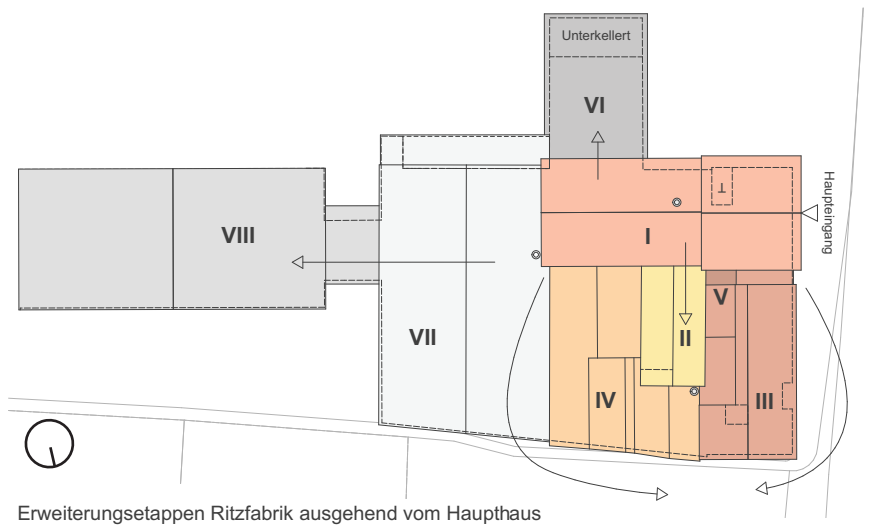 Unterkellert
VI
Haupteingang
I
VIII
V
VII
II
IV
III
Erweiterungsetappen Ritzfabrik ausgehend vom Haupthaus